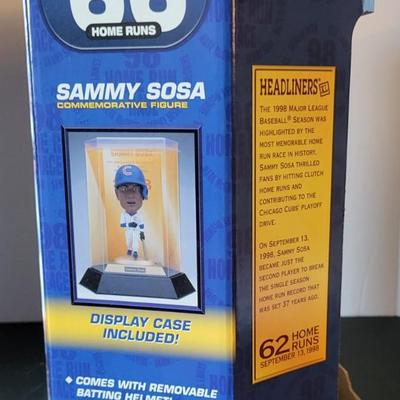 66
HOME RUNS
SAMMY SOSA
COMMEMORATIVE FIGURE
SAMMY SOSA
DISPLAY CASE
INCLUDED!
◆ COMES WITH REMOVABLE
BATTING HELMET!
HEADLINERS
THE 1998 MAJOR LEAGUE
BASEBALL® SEASON WAS
HIGHLIGHTED BY THE
MOST MEMORABLE HOME
RUN RACE IN HISTORY.
SAMMY SOSA THRILLED
FANS BY HITTING CLUTCH
HOME RUNS AND
CONTRIBUTING TO THE
CHICAGO CUBS' PLAYOFF
DRIVE.
ON SEPTEMBER 13,
1998, SAMMY SOSA
BECAME JUST THE
SECOND PLAYER TO BREAK
THE SINGLE SEASON
HOME RUN RECORD THAT
WAS SET 37 YEARS AGO.
62 HOME
RUNS
SEPTEMBER 13, 1998